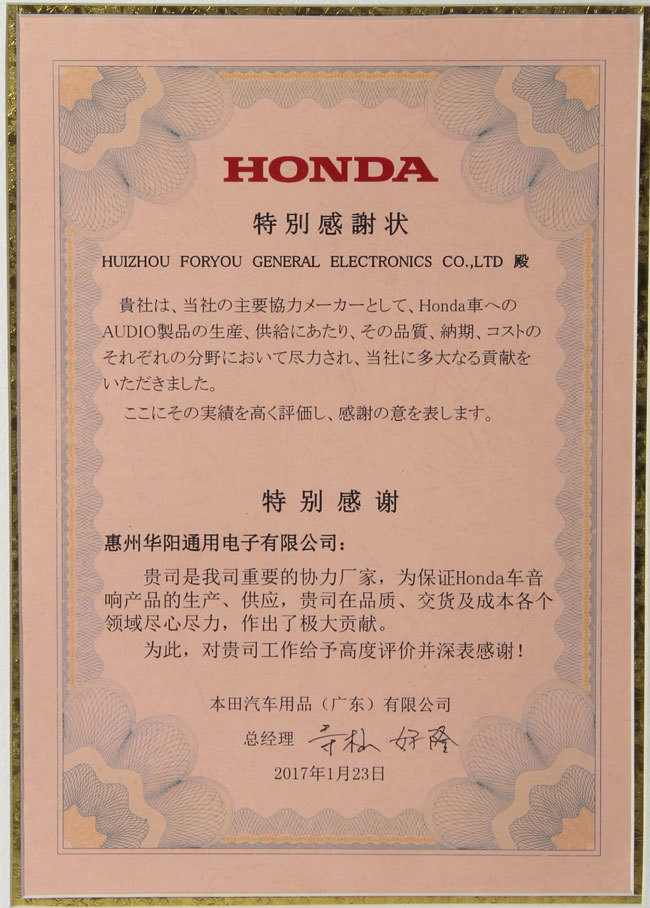 HONDA
特別感謝状
HUIZHOU FORYOU GENERAL ELECTRONICS CO.,LTD 殿
貴社は、当社の主要協力メーカーとして、Honda車への
AUDIO製品の生産、供給にあたり、その品質、納期、コストの
それぞれの分野において尽力され、当社に多大なる貢献を
いただきました。
ここにその実績を高く評価し、感謝の意を表します。
特别感谢
惠州华阳通用电子有限公司：
贵司是我司重要的协力厂家，为保证Honda车音
响产品的生产、供应，贵司在品质、交货及成本各个
领域尽心尽力，作出了极大贡献。
为此，对贵司工作给予高度评价并深表感谢！
本田汽车用品（广东）有限公司
总经理
2017年1月23日